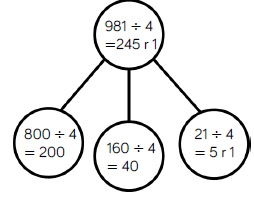 981 ÷ 4
=245 r 1
800 ÷ 4
= 200
160 ÷ 4
= 40
21 ÷ 4
= 5 r 1